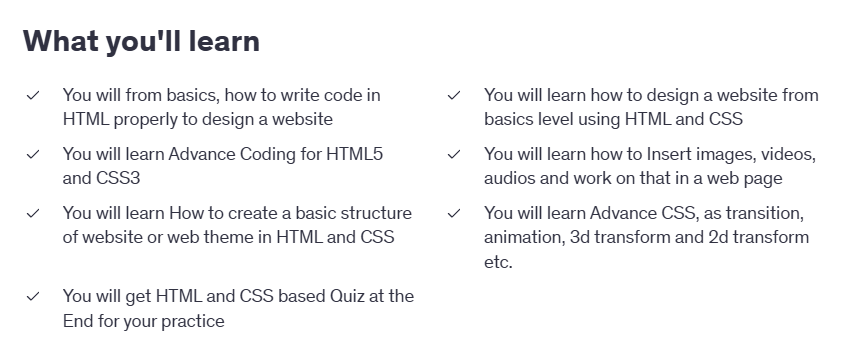 What you'll learn
You will from basics, how to write code in
HTML properly to design a website
You will learn how to design a website from
basics level using HTML and CSS
You will learn Advance Coding for HTML5
and CSS3
You will learn how to Insert images, videos,
audios and work on that in a web page
You will learn How to create a basic structure
of website or web theme in HTML and CSS
You will learn Advance CSS, as transition,
animation, 3d transform and 2d transform
etc.
You will get HTML and CSS based Quiz at the
End for your practice